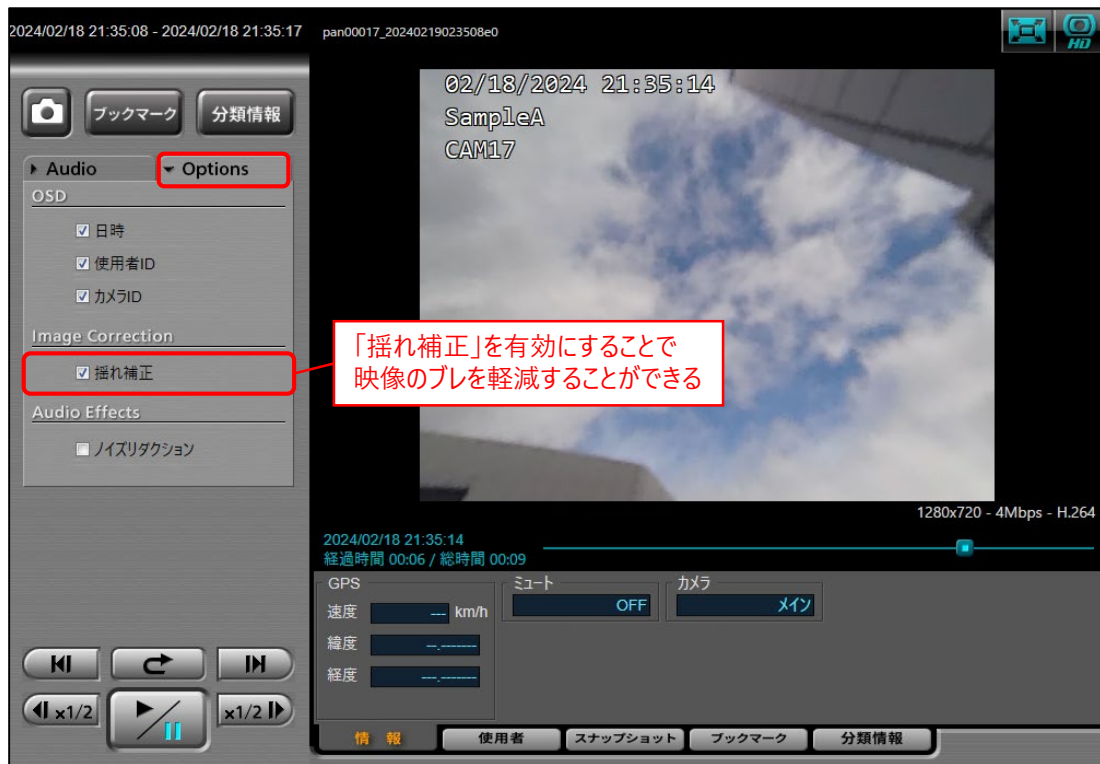 2024/02/18 21:35:08 - 2024/02/18 21:35:17
pan00017_20240219023508e0
HD
ブックマーク
分類情報
Audio
Options
OSD
日時
使用者ID
カメラID
Image Correction
揺れ補正
Audio Effects
ノイズリダクション
02/18/2024 21:35:14
SampleA
CAM17
「揺れ補正」を有効にすることで
映像のブレを軽減することができる
1280x720 - 4Mbps - H.264
2024/02/18 21:35:14
経過時間 00:06 / 総時間 00:09
GPS
速度 --- km/h
緯度 --.-------
経度 ---.-------
ミュート
OFF
カメラ
メイン
x1/2
x1/2
情 報
使用者
スナップショット
ブックマーク
分類情報